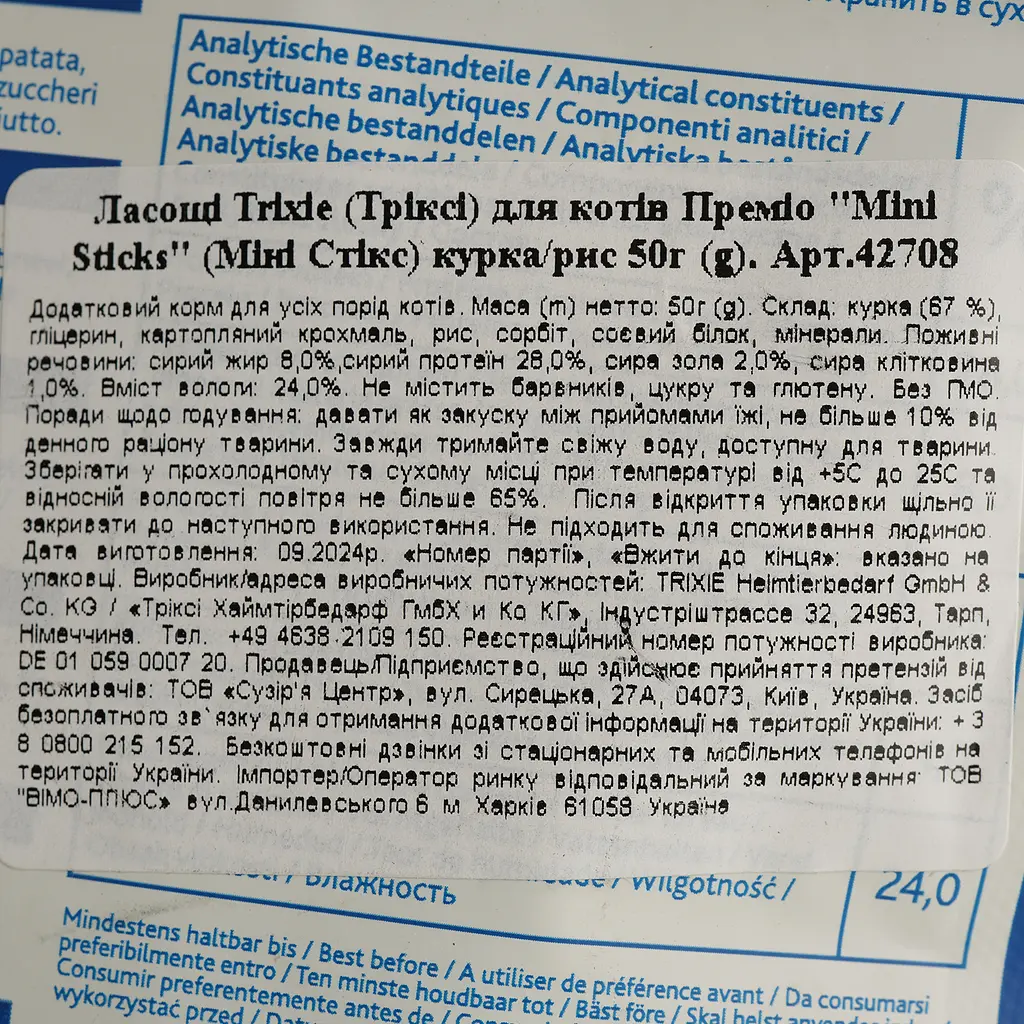 Хранить в сух
patata,
zuccheri
iutto.
Analytische Bestandteile / Analytical constituents /
Constituants analytiques / Componenti analitici /
Analytische bestanddelen / Analytiska
Analytiske
Ласощі Trixie (Тріксі) для котів Преміо "Mini
Sticks" (Міні Стікс) курка/рис 50г (g). Арт.42708
Додатковий корм для усіх порід котів. Маса (m) нетто: 50г (g). Склад: курка (67 %),
гліцерин, картопляний крохмаль, рис, сорбіт, соєвий білок, мінерали. Поживні
речовини: сирий жир 8,0%,сирий протеїн 28,0%, сира зола 2,0%, сира клітковина
1,0%. Вміст вологи: 24,0%. Не містить барвників, цукру та глютену. Без ГМО.
Поради щодо годування: давати як закуску між прийомами їжі, не більше 10% від
денного раціону тварини. Завжди тримайте свіжу воду, доступну для тварини.
Зберігати у прохолодному та сухому місці при температурі від +5С до 25С та
відносній вологості повітря не більше 65%. Після відкриття упаковки щільно її
закривати до наступного використання. Не підходить для споживання людиною.
Дата виготовлення: 09.2024р. «Номер партії», «Вжити до кінця»: вказано на
упаковці. Виробник/адреса виробничих потужностей: TRIXIE Heimtierbedarf GmbH &
Co. KG / «Тріксі Хаймтірбедарф ГмбХ и Ко КГ», Індустріштрассе 32, 24963, Тарп,
Німеччина. Тел. +49 4638 2109 150. Реєстраційний номер потужності виробника:
DE 01 059 0007 20. Продавець/Підприємство, що здійснює прийняття претензій від
споживачів: ТОВ «Сузір'я Центр», вул. Сирецька, 27А, 04073, Київ, Україна. Засіб
безоплатного зв`язку для отримання додаткової інформації на території України: + 3
8 0800 215 152. Безкоштовні дзвінки зі стаціонарних та мобільних телефонів на
території України. Імпортер/Оператор ринку відповідальний за маркування: ТОВ
"ВІМО-ПЛЮС» вул.Данилевського 6 м Харків 61058 Україна
/ Влажность / Wilgotność /
24,0
Mindestens haltbar bis / Best before / A utiliser de préférence avant / Da consumarsi
preferibilmente entro / Ten minste houdbaar tot / Bäst före / Skal helst
Consumir preferentemente antes de /
wykorzystać przed /